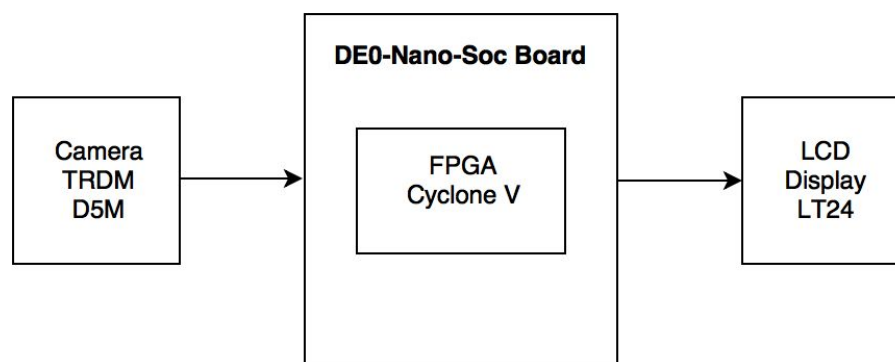 DE0-Nano-Soc Board
Camera
TRDM
D5M
FPGA
Cyclone V
LCD
Display
LT24